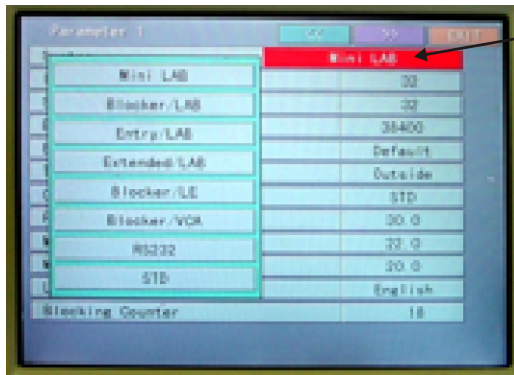 Parameter 1 << >> EXIT
Mini LAB
Mini LAB
32
Blocker/LAB
32
Entry/LAB
38400
Default
Extended/LAB
Outside
Blocker/LE
STD
Blocker/VCA
30.0
RS232
22.0
20.0
STD
English
Blocking Counter 18